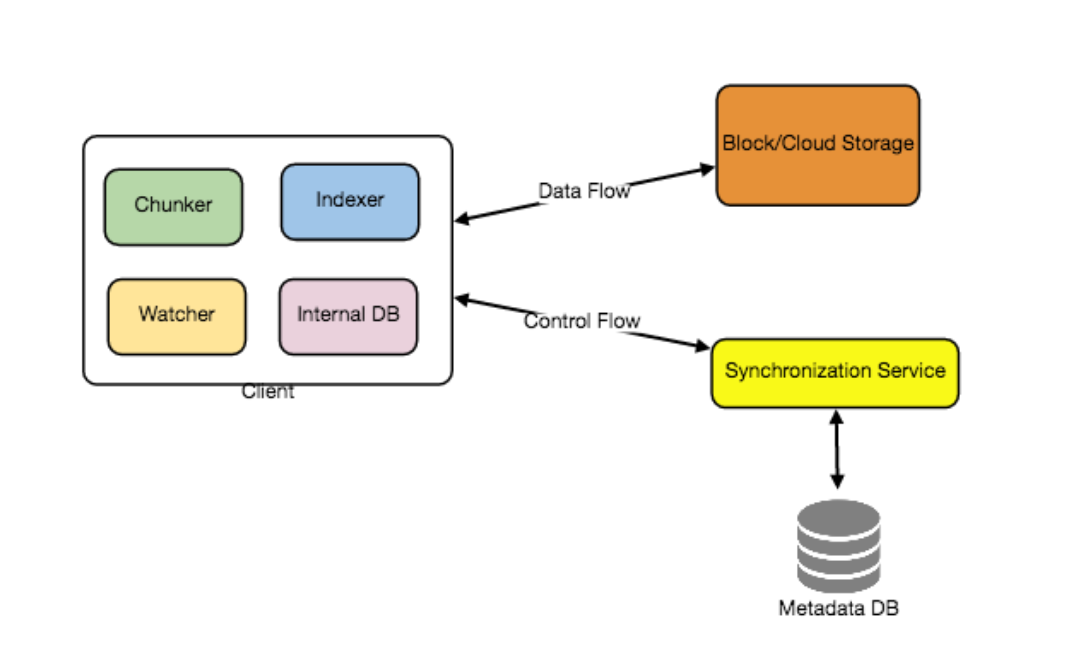 Block/Cloud Storage
Chunker
Indexer
Data Flow
Watcher
Internal DB
Control Flow
Client
Synchronization Service
Metadata DB